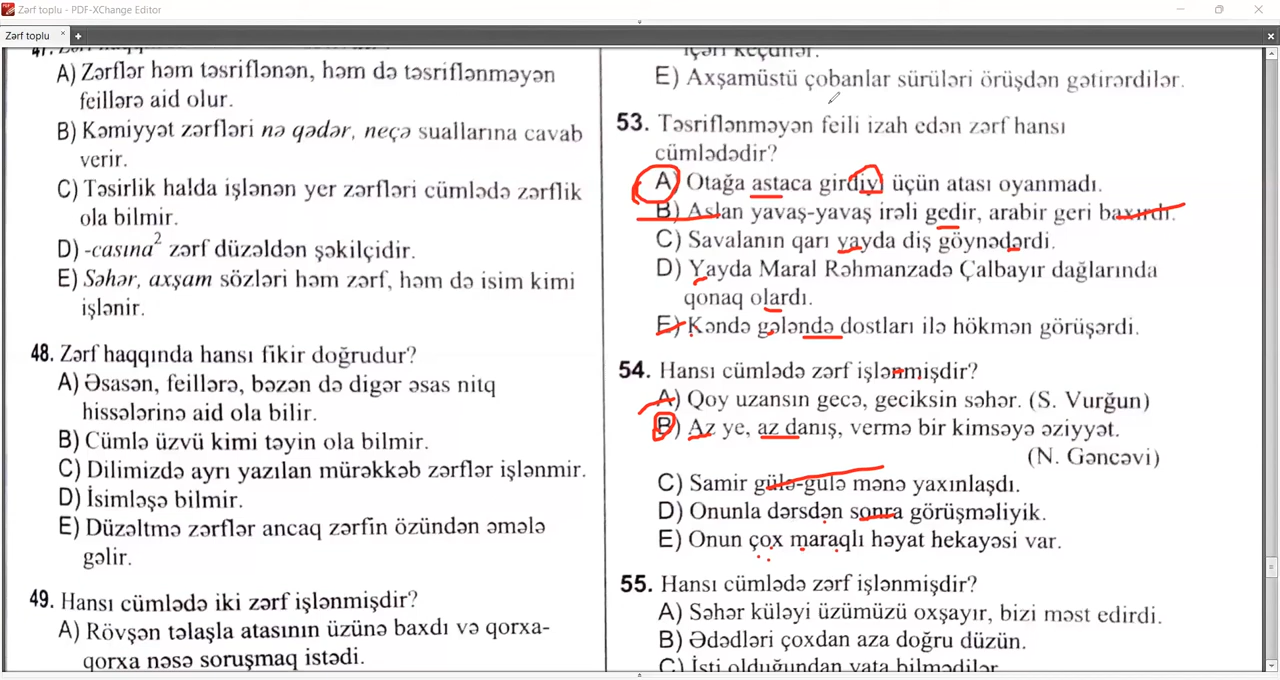 Zərf toplu - PDF-XChange Editor
Zərf toplu
A) Zərflər həm təsriflənən, həm də təsriflənməyən
feillərə aid olur.
B) Kəmiyyət zərfləri nə qədər, neçə suallarına cavab
verir.
C) Təsirlik halda işlənən yer zərfləri cümlədə zərflik
ola bilmir.
D) -casına² zərf düzəldən şəkilçidir.
E) Səhər, axşam sözləri həm zərf, həm də isim kimi
işlənir.
48. Zərf haqqında hansı fikir doğrudur?
A) Əsasən, feillərə, bəzən də digər əsas nitq
hissələrinə aid ola bilir.
B) Cümlə üzvü kimi təyin ola bilmir.
C) Dilimizdə ayrı yazılan mürəkkəb zərflər işlənmir.
D) İsimləşə bilmir.
E) Düzəltmə zərflər ancaq zərfin özündən əmələ
gəlir.
49. Hansı cümlədə iki zərf işlənmişdir?
A) Rövşən təlaşla atasının üzünə baxdı və qorxa-
qorxa nəsə soruşmaq istədi.
E) Axşamüstü çobanlar sürüləri örüşdən gətirərdilər.
53. Təsriflənməyən feili izah edən zərf hansı
cümlədədir?
A) Otağa astaca girdiyi üçün atası oyanmadı.
B) Aslan yavaş-yavaş irəli gedir, arabir geri baxırdı.
C) Savalanın qarı yayda diş göynədərdi.
D) Yayda Maral Rəhmanzadə Çalbayır dağlarında
qonaq olardı.
E) Kəndə gələndə dostları ilə hökmən görüşərdi.
54. Hansı cümlədə zərf işlənmişdir?
A) Qoy uzansın gecə, geciksin səhər. (S. Vurğun)
B) Az ye, az danış, vermə bir kimsəyə əziyyət.
(N. Gəncəvi)
C) Samir gülə-gülə mənə yaxınlaşdı.
D) Onunla dərsdən sonra görüşməliyik.
E) Onun çox maraqlı həyat hekayəsi var.
55. Hansı cümlədə zərf işlənmişdir?
A) Səhər küləyi üzümüzü oxşayır, bizi məst edirdi.
B) Ədədləri çoxdan aza doğru düzün.
C) İsti olduğundan yata bilmədilər.